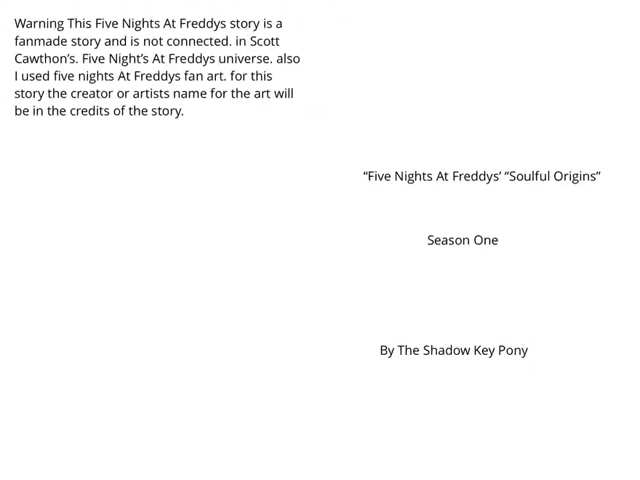 Warning This Five Nights At Freddys story is a
fanmade story and is not connected. in Scott
Cawthon's. Five Night's At Freddys universe. also
I used five nights At Freddys fan art. for this
story the creator or artists name for the art will
be in the credits of the story.
“Five Nights At Freddys’ “Soulful Origins”
Season One
By The Shadow Key Pony